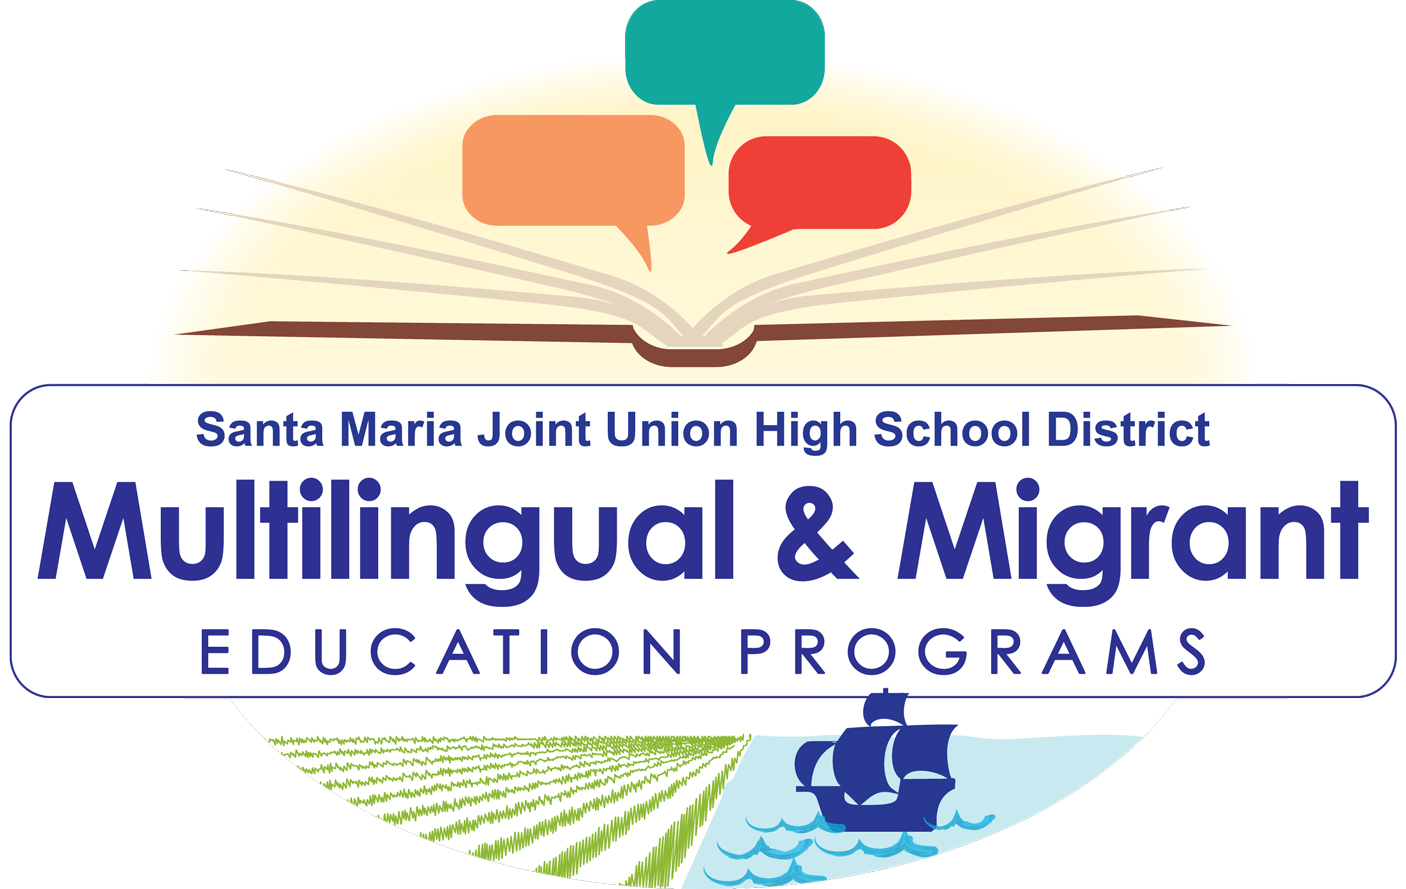 Santa Maria Joint Union High School District
Multilingual & Migrant
EDUCATION PROGRAMS